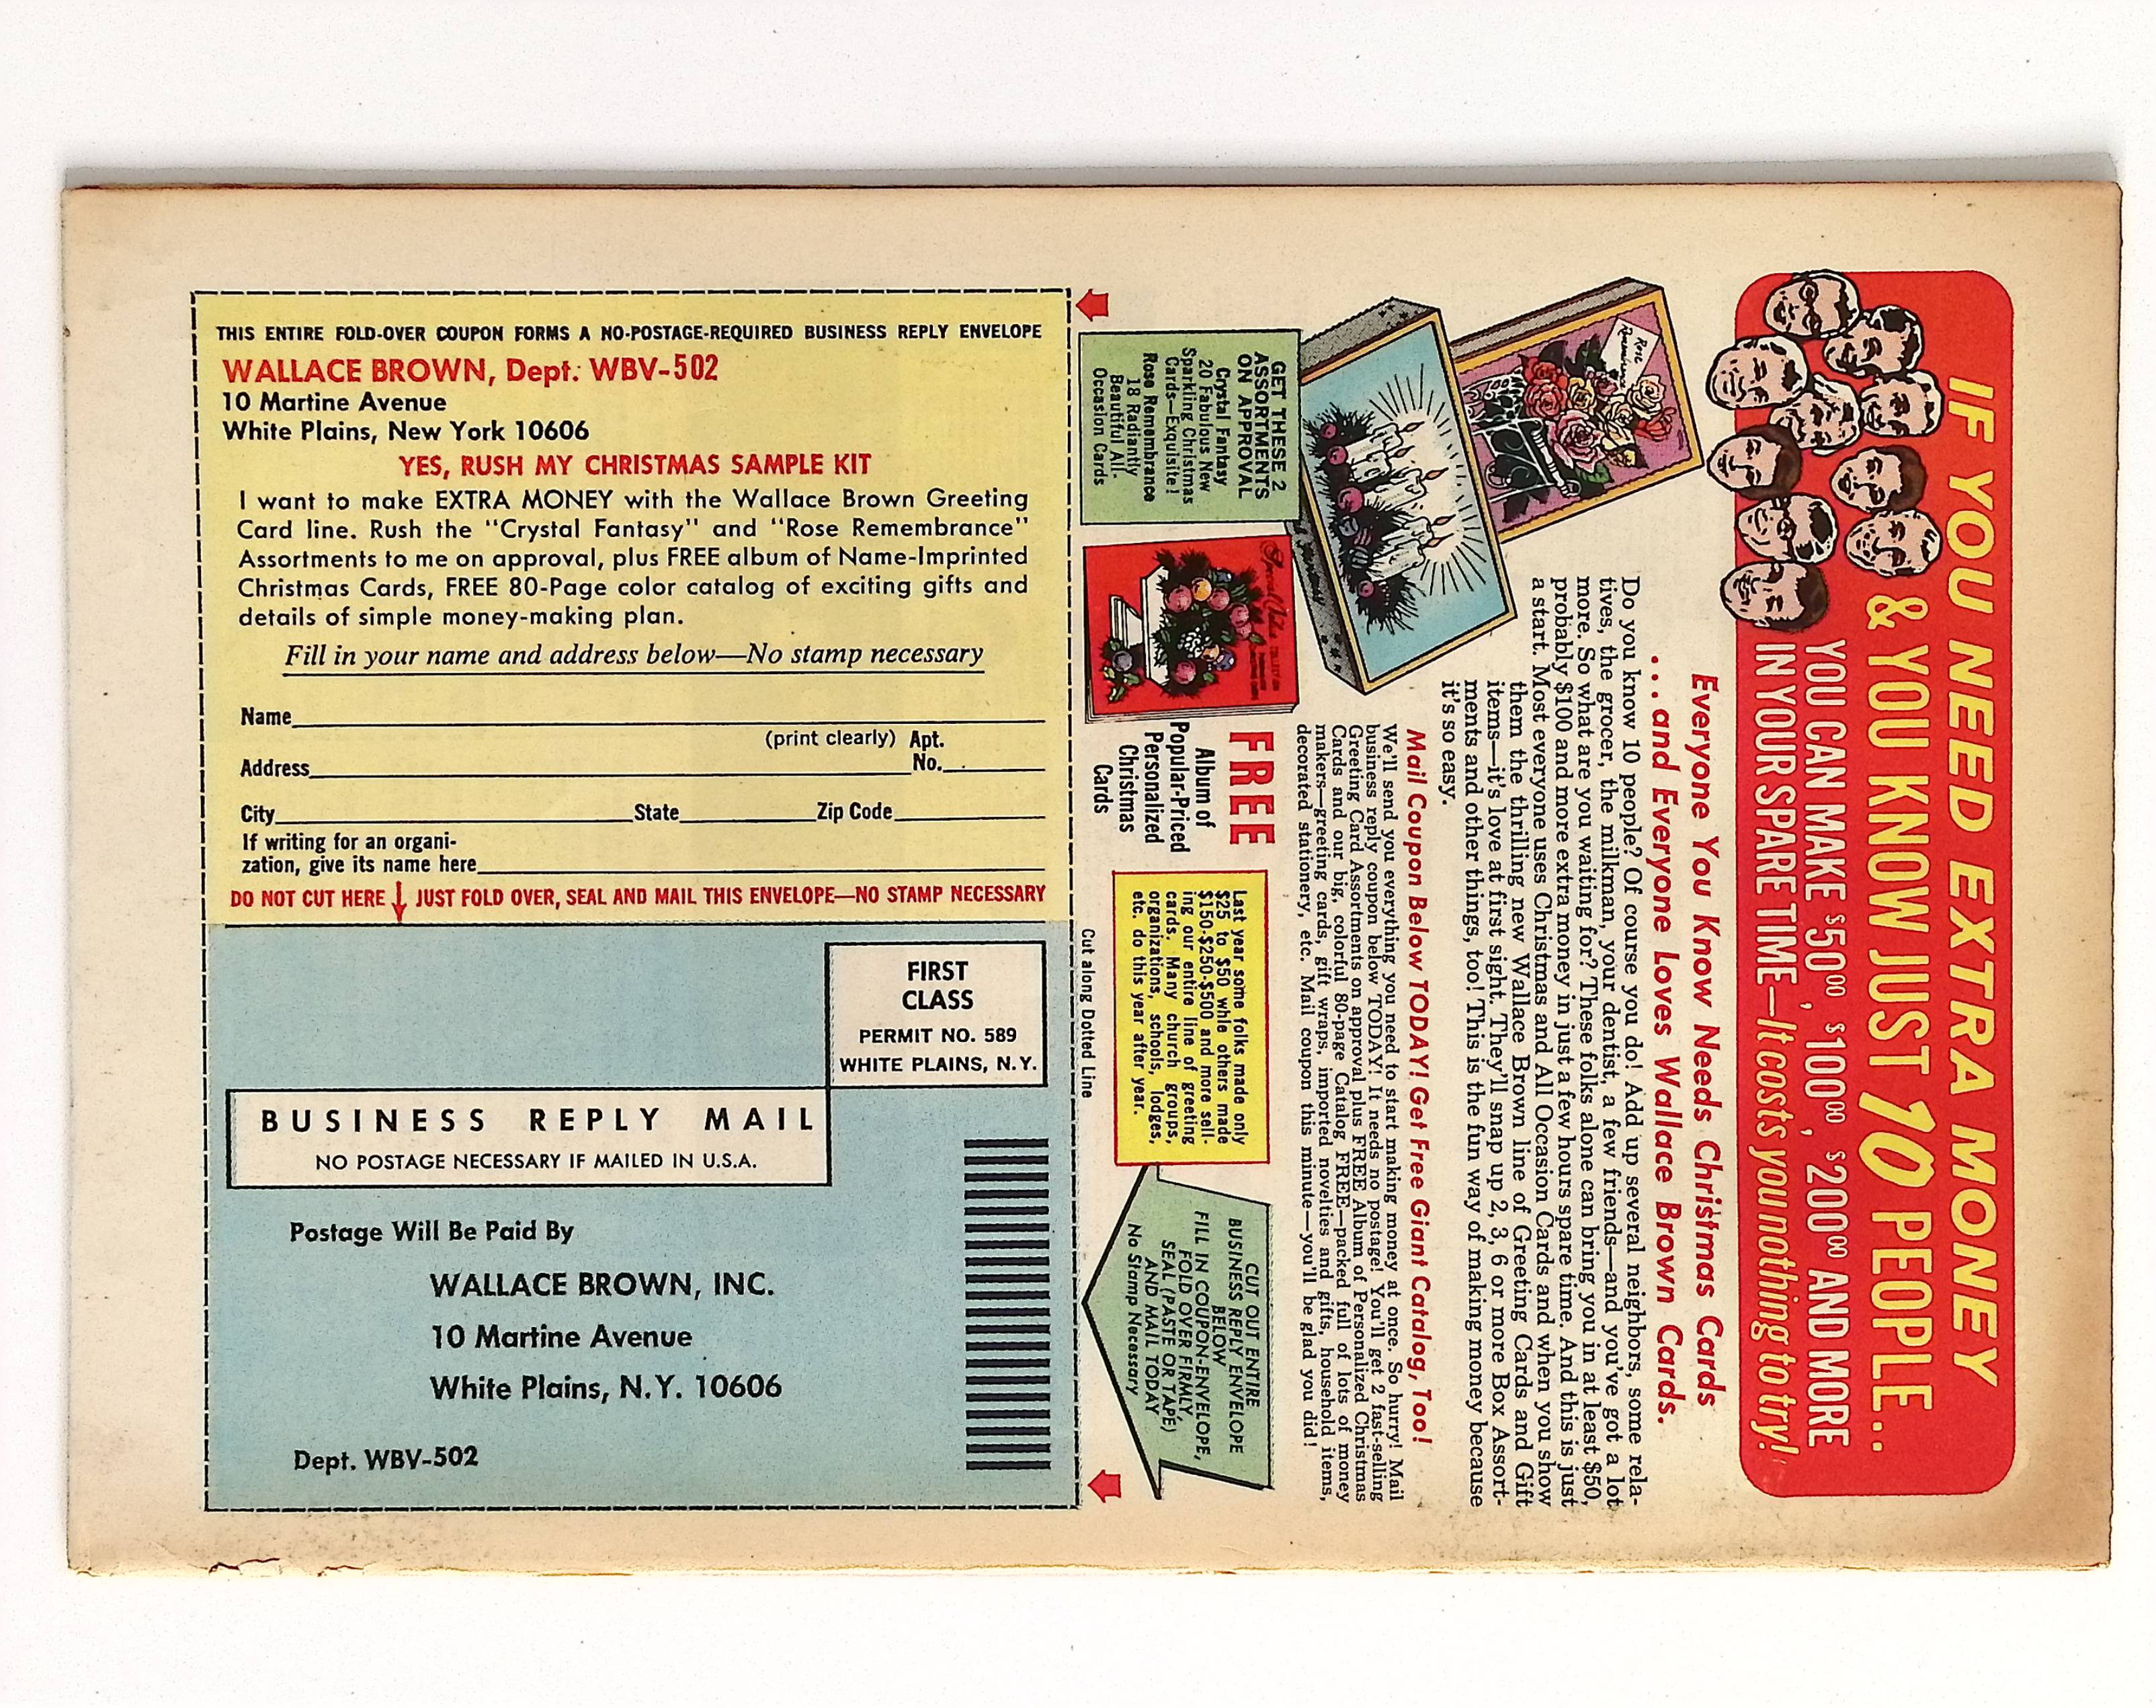 IF YOU NEED EXTRA MONEY
& YOU KNOW JUST 10 PEOPLE..
YOU CAN MAKE $50⁰⁰, $100⁰⁰, $200⁰⁰ AND MORE
IN YOUR SPARE TIME—It costs you nothing to try!
Everyone You Know Needs Christmas Cards
...and Everyone Loves Wallace Brown Cards.
Do you know 10 people? Of course you do! Add up several neighbors, some rela-
tives, the grocer, the milkman, your dentist, a few friends—and you've got a lot
more. So what are you waiting for? These folks alone can bring you in at least $50,
probably $100 and more extra money in just a few hours spare time. And this is just
a start. Most everyone uses Christmas and All Occasion Cards and when you show
them the thrilling new Wallace Brown line of Greeting Cards and Gift
items—it's love at first sight. They'll snap up 2, 3, 6 or more Box Assort-
ments and other things, too! This is the fun way of making money because
it's so easy.
Rose
Remembrance
Mail Coupon Below TODAY! Get Free Giant Catalog, Too!
We'll send you everything you need to start making money at once. So hurry! Mail
business reply coupon below TODAY! It needs no postage! You'll get 2 fast-selling
Greeting Card Assortments on approval plus FREE Album of Personalized Christmas
Cards and our big, colorful 80-page Catalog FREE—packed full of lots of money
makers—greeting cards, gift wraps, imported novelties and gifts, household items,
decorated stationery, etc. Mail coupon this minute—you'll be glad you did!
GET THESE 2
ASSORTMENTS
ON APPROVAL
Crystal Fantasy
20 Fabulous New
Sparkling Christmas
Cards—Exquisite!
Rose Remembrance
18 Radiantly
Beautiful All-
Occasion Cards
Special Value
FREE
Album of
Popular-Priced
Personalized
Christmas
Cards
Last year some folks made only
$25 to $50 while others made
$150-$250-$500 and more sell-
ing our entire line of greeting
cards. Many church groups,
organizations, schools, lodges,
etc. do this year after year.
CUT OUT ENTIRE
BUSINESS REPLY ENVELOPE
BELOW
FILL IN COUPON-ENVELOPE,
FOLD OVER FIRMLY,
SEAL (PASTE OR TAPE)
AND MAIL TODAY
No Stamp Necessary
Cut along Dotted Line
THIS ENTIRE FOLD-OVER COUPON FORMS A NO-POSTAGE-REQUIRED BUSINESS REPLY ENVELOPE
WALLACE BROWN, Dept. WBV-502
10 Martine Avenue
White Plains, New York 10606
YES, RUSH MY CHRISTMAS SAMPLE KIT
I want to make EXTRA MONEY with the Wallace Brown Greeting
Card line. Rush the "Crystal Fantasy" and "Rose Remembrance"
Assortments to me on approval, plus FREE album of Name-Imprinted
Christmas Cards, FREE 80-Page color catalog of exciting gifts and
details of simple money-making plan.
Fill in your name and address below—No stamp necessary
Name
(print clearly) Apt.
Address No.
City State Zip Code
If writing for an organi-
zation, give its name here
DO NOT CUT HERE JUST FOLD OVER, SEAL AND MAIL THIS ENVELOPE—NO STAMP NECESSARY
FIRST
CLASS
PERMIT NO. 589
WHITE PLAINS, N.Y.
BUSINESS REPLY MAIL
NO POSTAGE NECESSARY IF MAILED IN U.S.A.
Postage Will Be Paid By
WALLACE BROWN, INC.
10 Martine Avenue
White Plains, N.Y. 10606
Dept. WBV-502